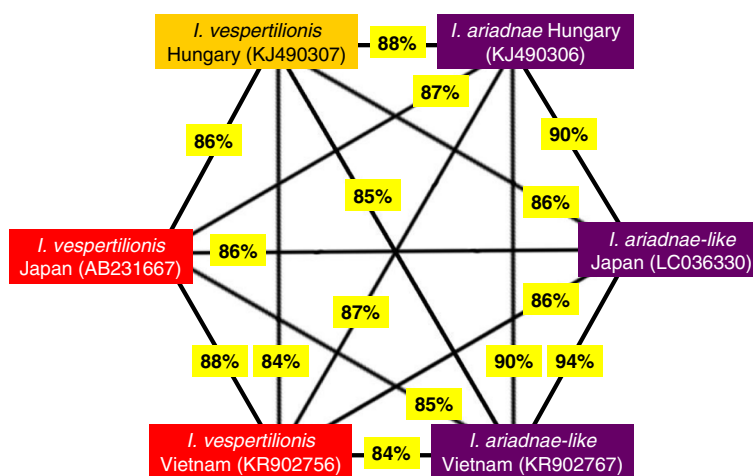 I. vespertilionis
Hungary (KJ490307)
88%
I. ariadnae Hungary
(KJ490306)
87%
86%
90%
85%
86%
I. vespertilionis
Japan (AB231667)
86%
I. ariadnae-like
Japan (LC036330)
87%
86%
88%
84%
90%
94%
85%
I. vespertilionis
Vietnam (KR902756)
84%
I. ariadnae-like
Vietnam (KR902767)